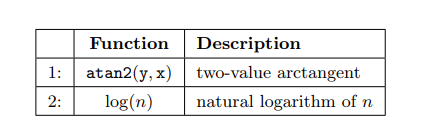 Function Description
1: atan2(y, x) two-value arctangent
2: log(n) natural logarithm of n